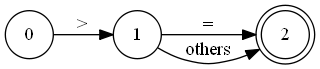 0 > 1 = 2
others